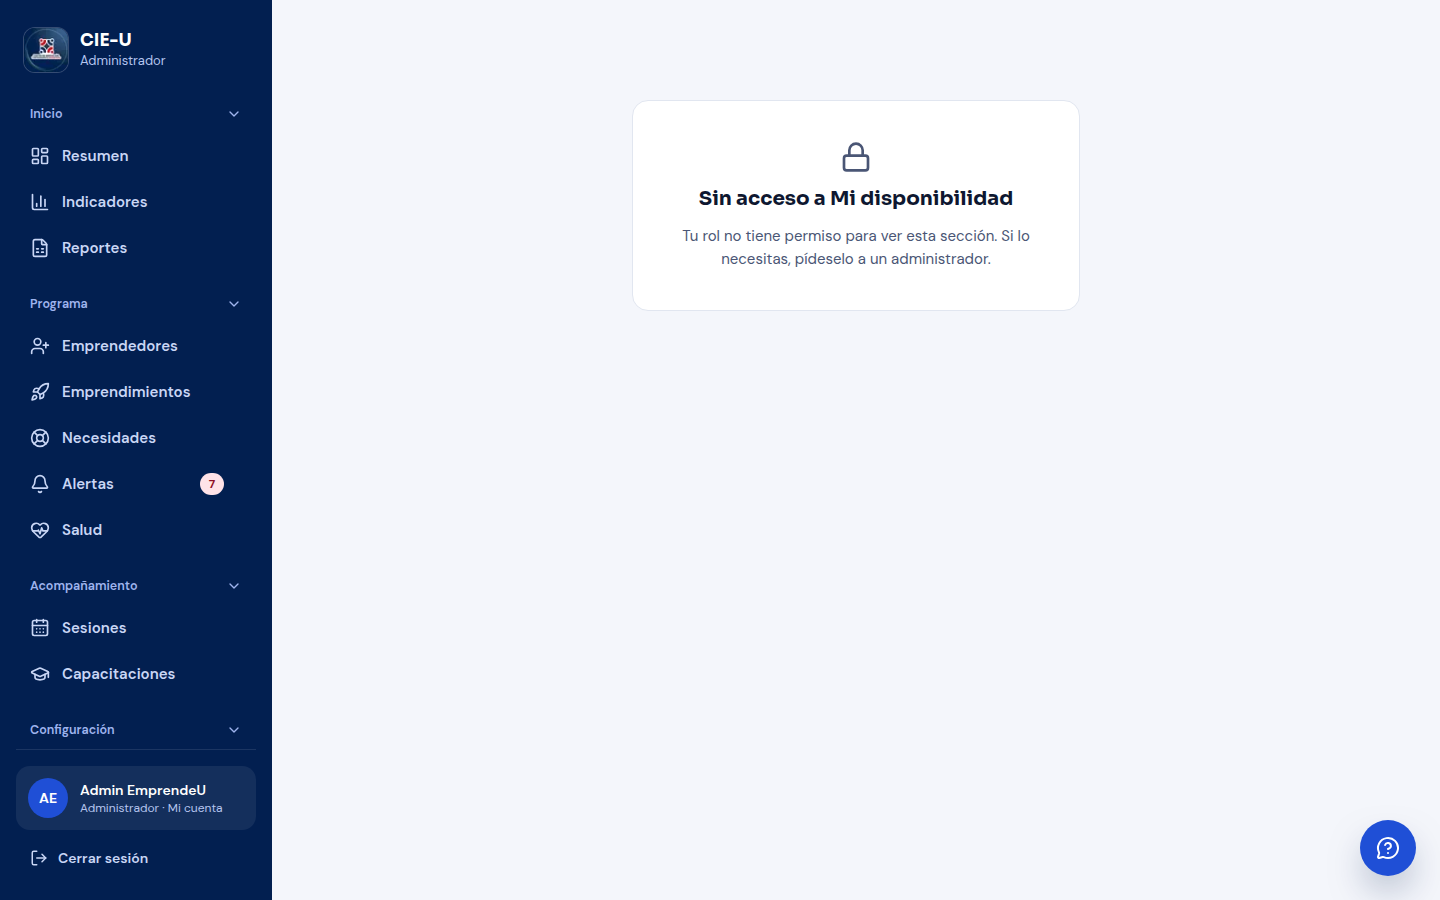 CIE-U
Administrador
Inicio
Resumen
Indicadores
Reportes
Programa
Emprendedores
Emprendimientos
Necesidades
Alertas 7
Salud
Acompañamiento
Sesiones
Capacitaciones
Configuración
AE
Admin EmprendeU
Administrador · Mi cuenta
Cerrar sesión
Sin acceso a Mi disponibilidad
Tu rol no tiene permiso para ver esta sección. Si lo
necesitas, pídeselo a un administrador.